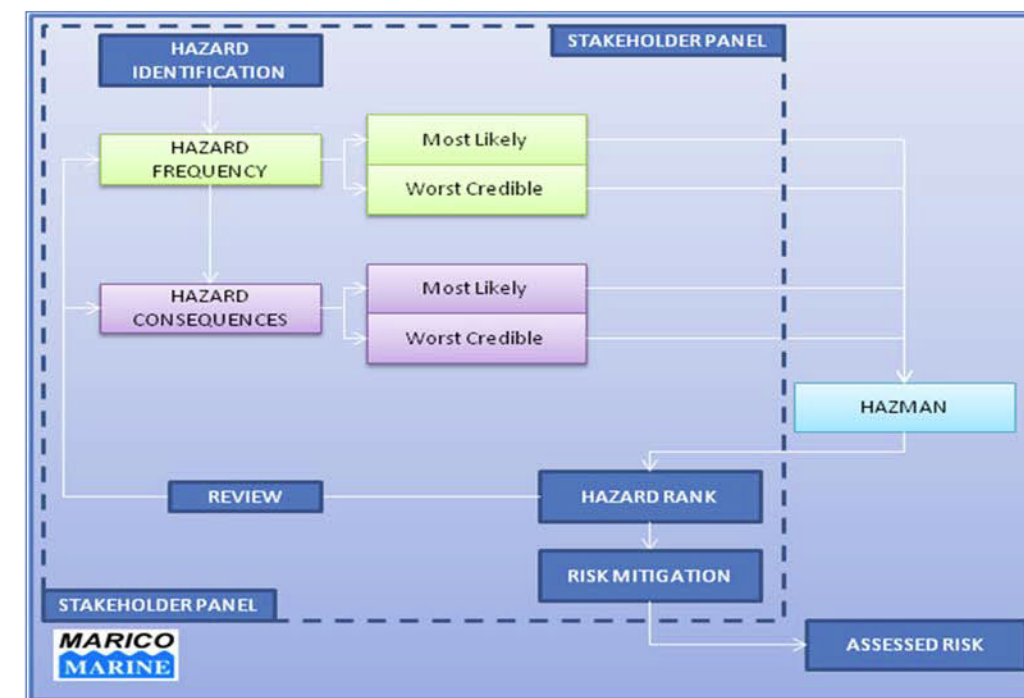 STAKEHOLDER PANEL
HAZARD
IDENTIFICATION
HAZARD
FREQUENCY
Most Likely
Worst Credible
HAZARD
CONSEQUENCES
Most Likely
Worst Credible
HAZMAN
REVIEW
HAZARD RANK
RISK MITIGATION
STAKEHOLDER PANEL
ASSESSED RISK
MARICO
MARINE